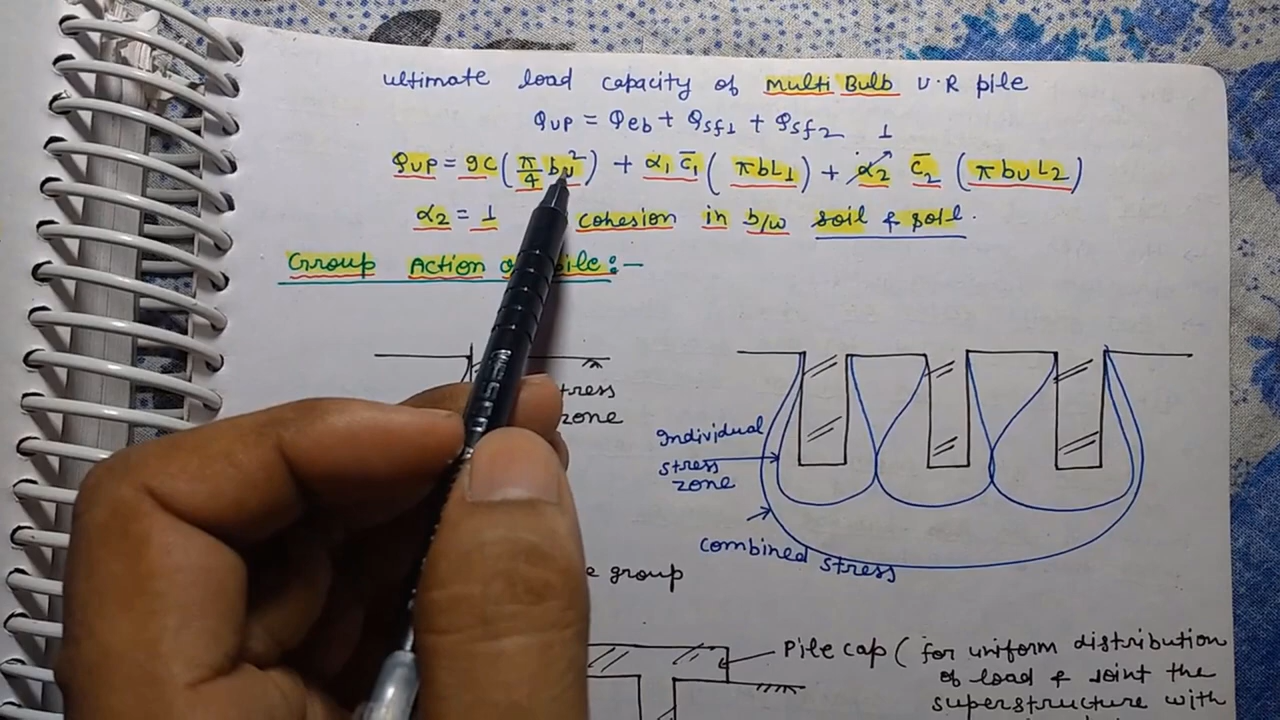 ultimate load capacity of multi Bulb U.R pile
Qup = Qeb + Qsf1 + Qsf2
1
Qup = 9C (π/4 bu²) + α1 c̄1 ( πbL1 ) + α2 c̄2 ( πbuL2 )
α2 = 1 cohesion in b/w soil & soil.
Group Action :-
stress
zone
Individual
stress
zone
combined stress
group
Pile cap ( for uniform distribution
of load & joint the
superstructure with